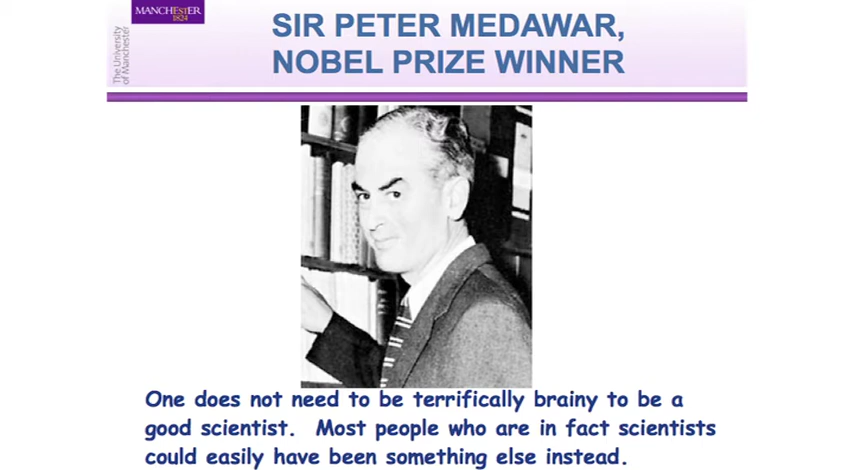 MANCHESTER
1824
The University
of Manchester
SIR PETER MEDAWAR,
NOBEL PRIZE WINNER
One does not need to be terrifically brainy to be a
good scientist.  Most people who are in fact scientists
could easily have been something else instead.